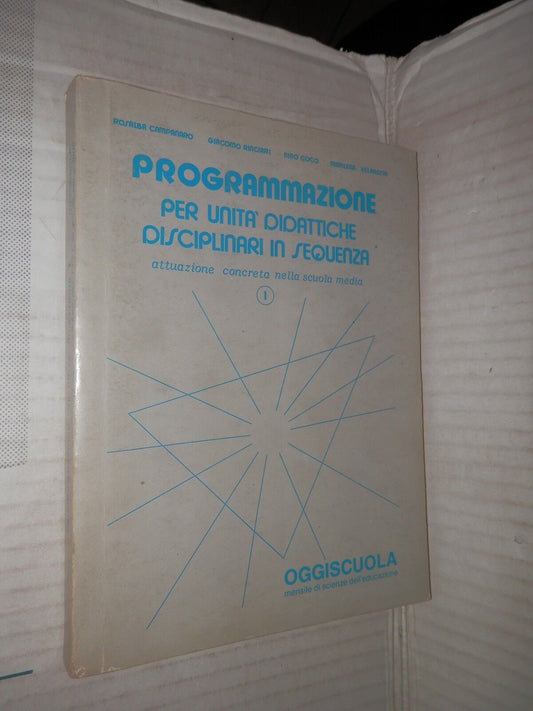 ROSALBA CAMPANARO GIACOMO RINCIARI NINO CUCO
PROGRAMMAZIONE
PER UNITA' DIDATTICHE
DISCIPLINARI IN SEQUENZA
attuazione concreta nella scuola media
1
OGGISCUOLA
mensile di scienze dell'educazione